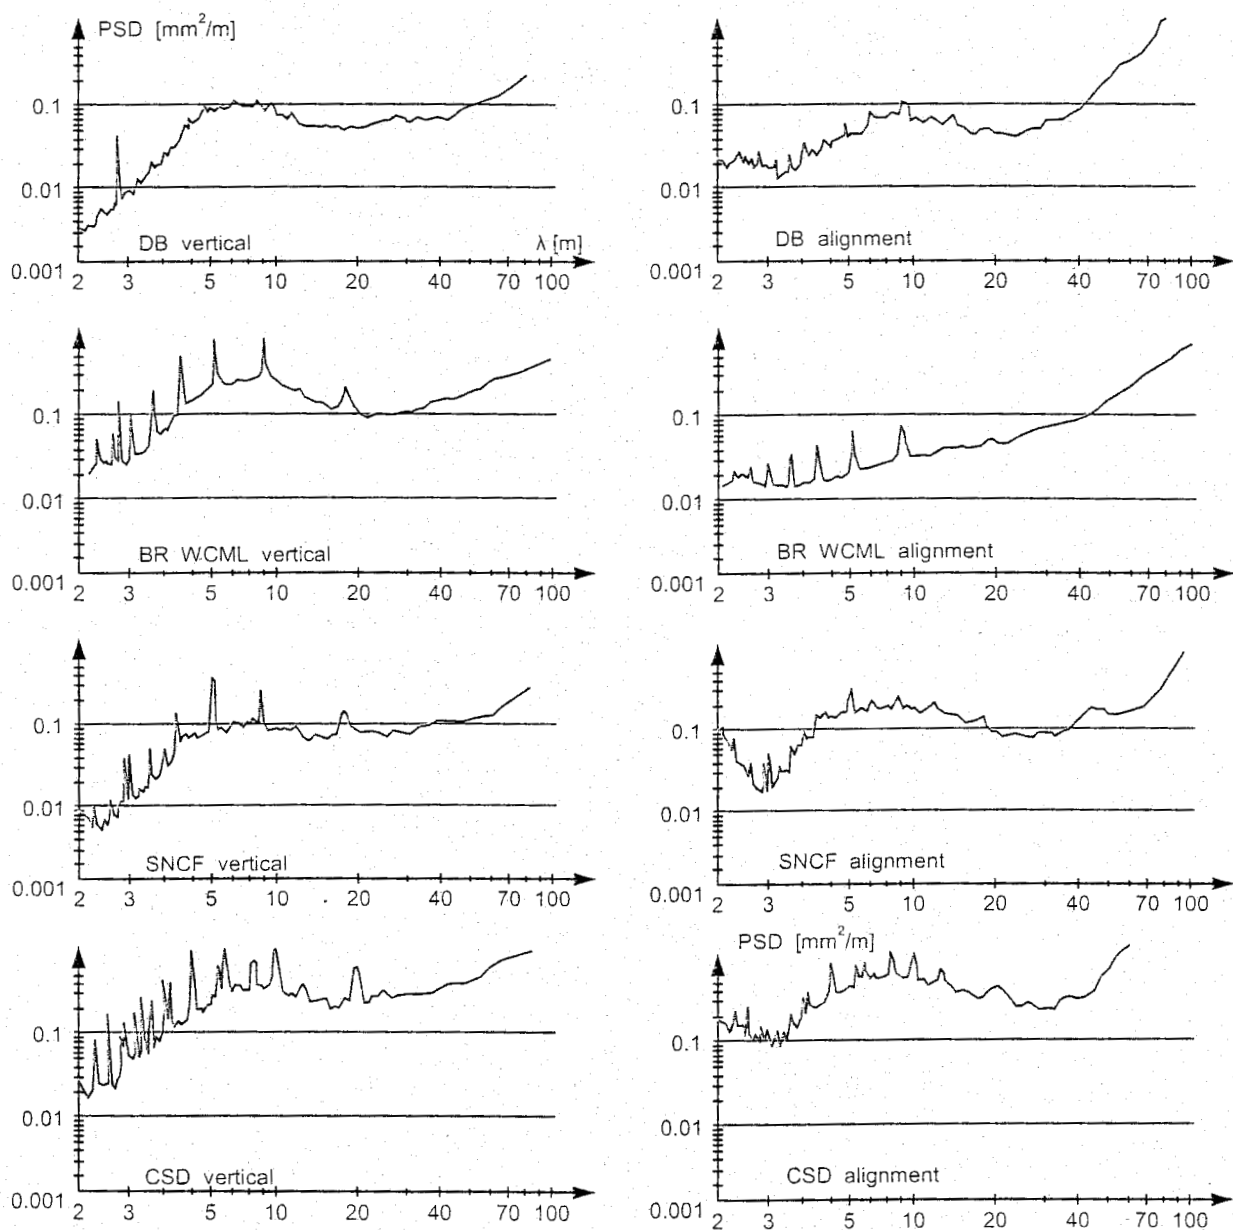 PSD [mm²/m]
0.1
0.01
DB vertical
λ [m]
0.001
2 3 5 10 20 40 70 100
0.1
0.01
DB alignment
0.001
2 3 5 10 20 40 70 100
0.1
0.01
BR WCML vertical
0.001
2 3 5 10 20 40 70 100
0.1
0.01
BR WCML alignment
0.001
2 3 5 10 20 40 70 100
0.1
0.01
SNCF vertical
0.001
2 3 5 10 20 40 70 100
0.1
0.01
SNCF alignment
0.001
2 3 5 10 20 40 70 100
0.1
0.01
CSD vertical
0.001
2 3 5 10 20 40 70 100
PSD [mm²/m]
0.1
0.01
CSD alignment
0.001
2 3 5 10 20 40 70 100